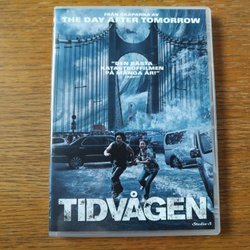 FRÅN SKAPARNA AV
THE DAY AFTER TOMORROW
"DEN BÄSTA
KATASTROFFILMEN
PÅ MÅNGA ÅR!"
TIDVÅGEN